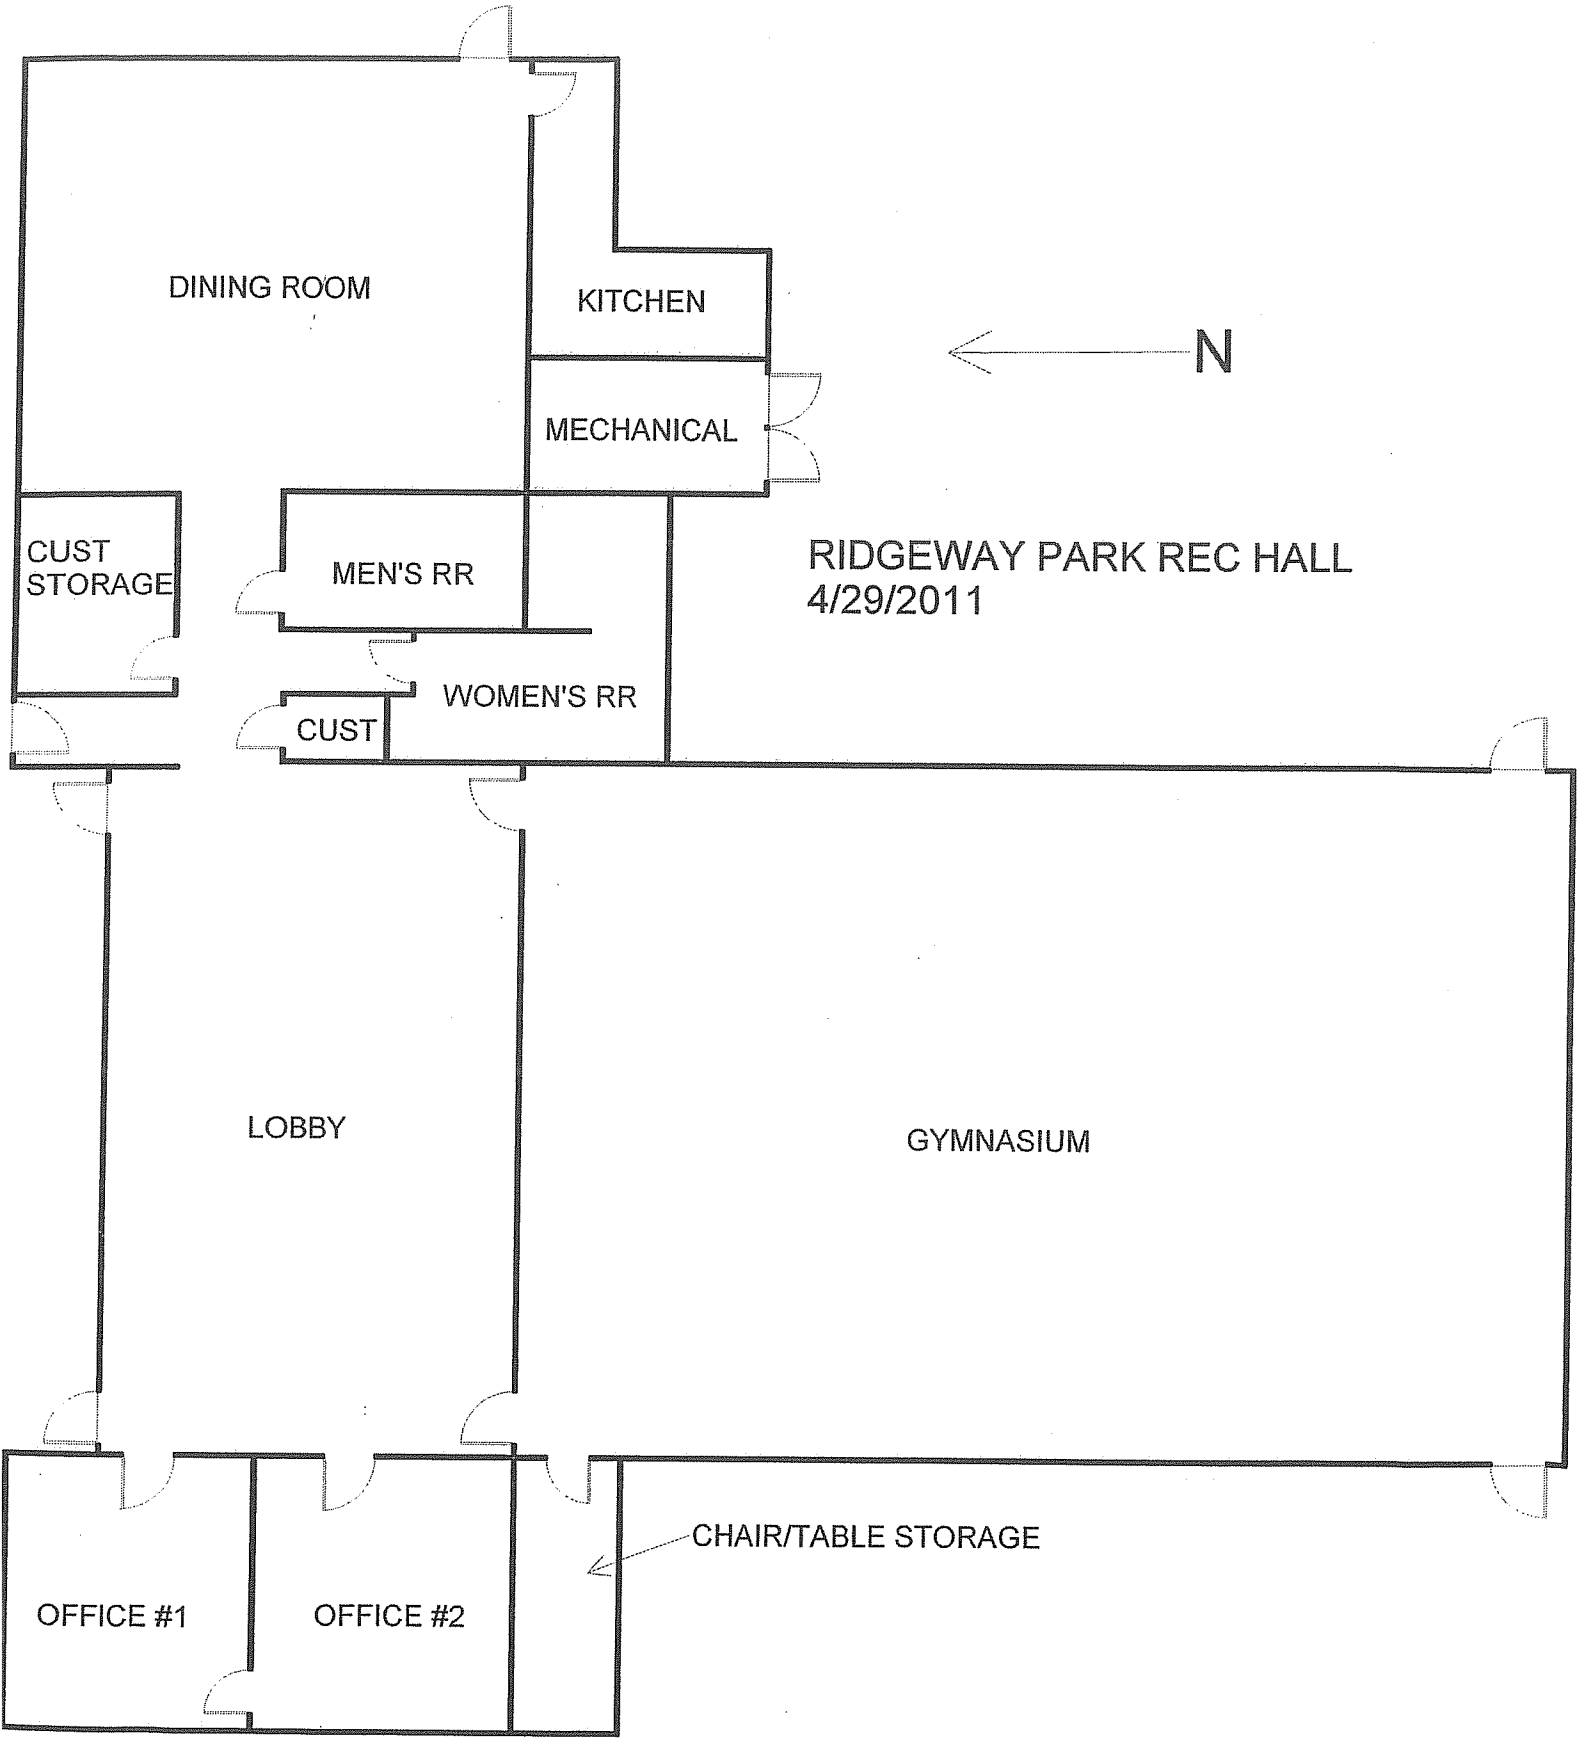 DINING ROOM
KITCHEN
N
MECHANICAL
CUST
STORAGE
MEN'S RR
RIDGEWAY PARK REC HALL
4/29/2011
WOMEN'S RR
CUST
LOBBY
GYMNASIUM
CHAIR/TABLE STORAGE
OFFICE #1
OFFICE #2